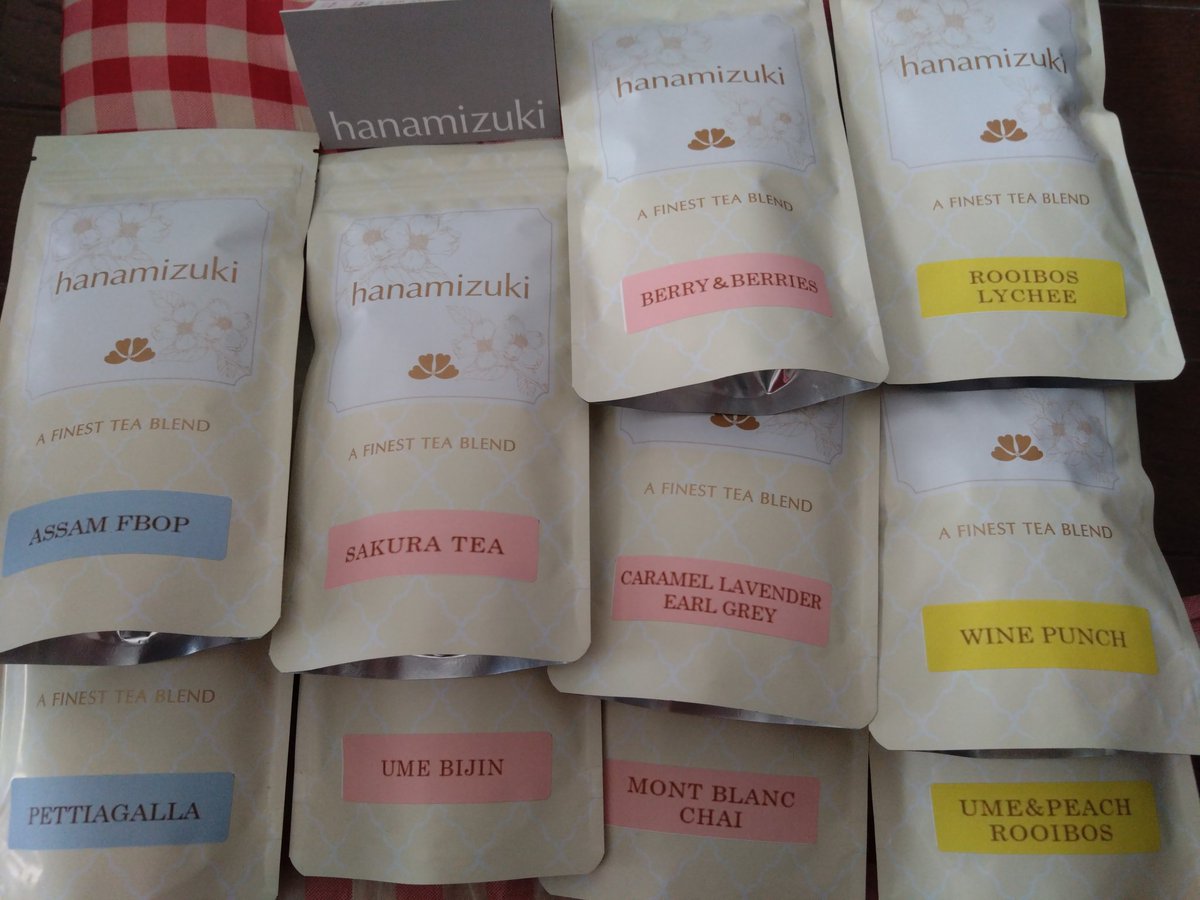 hanamizuki
hanamizuki
A FINEST TEA BLEND
BERRY & BERRIES
hanamizuki
A FINEST TEA BLEND
ROOIBOS
LYCHEE
hanamizuki
A FINEST TEA BLEND
ASSAM FBOP
hanamizuki
A FINEST TEA BLEND
SAKURA TEA
A FINEST TEA BLEND
CARAMEL LAVENDER
EARL GREY
A FINEST TEA BLEND
WINE PUNCH
A FINEST TEA BLEND
PETTIAGALLA
UME BIJIN
MONT BLANC
CHAI
UME&PEACH
ROOIBOS